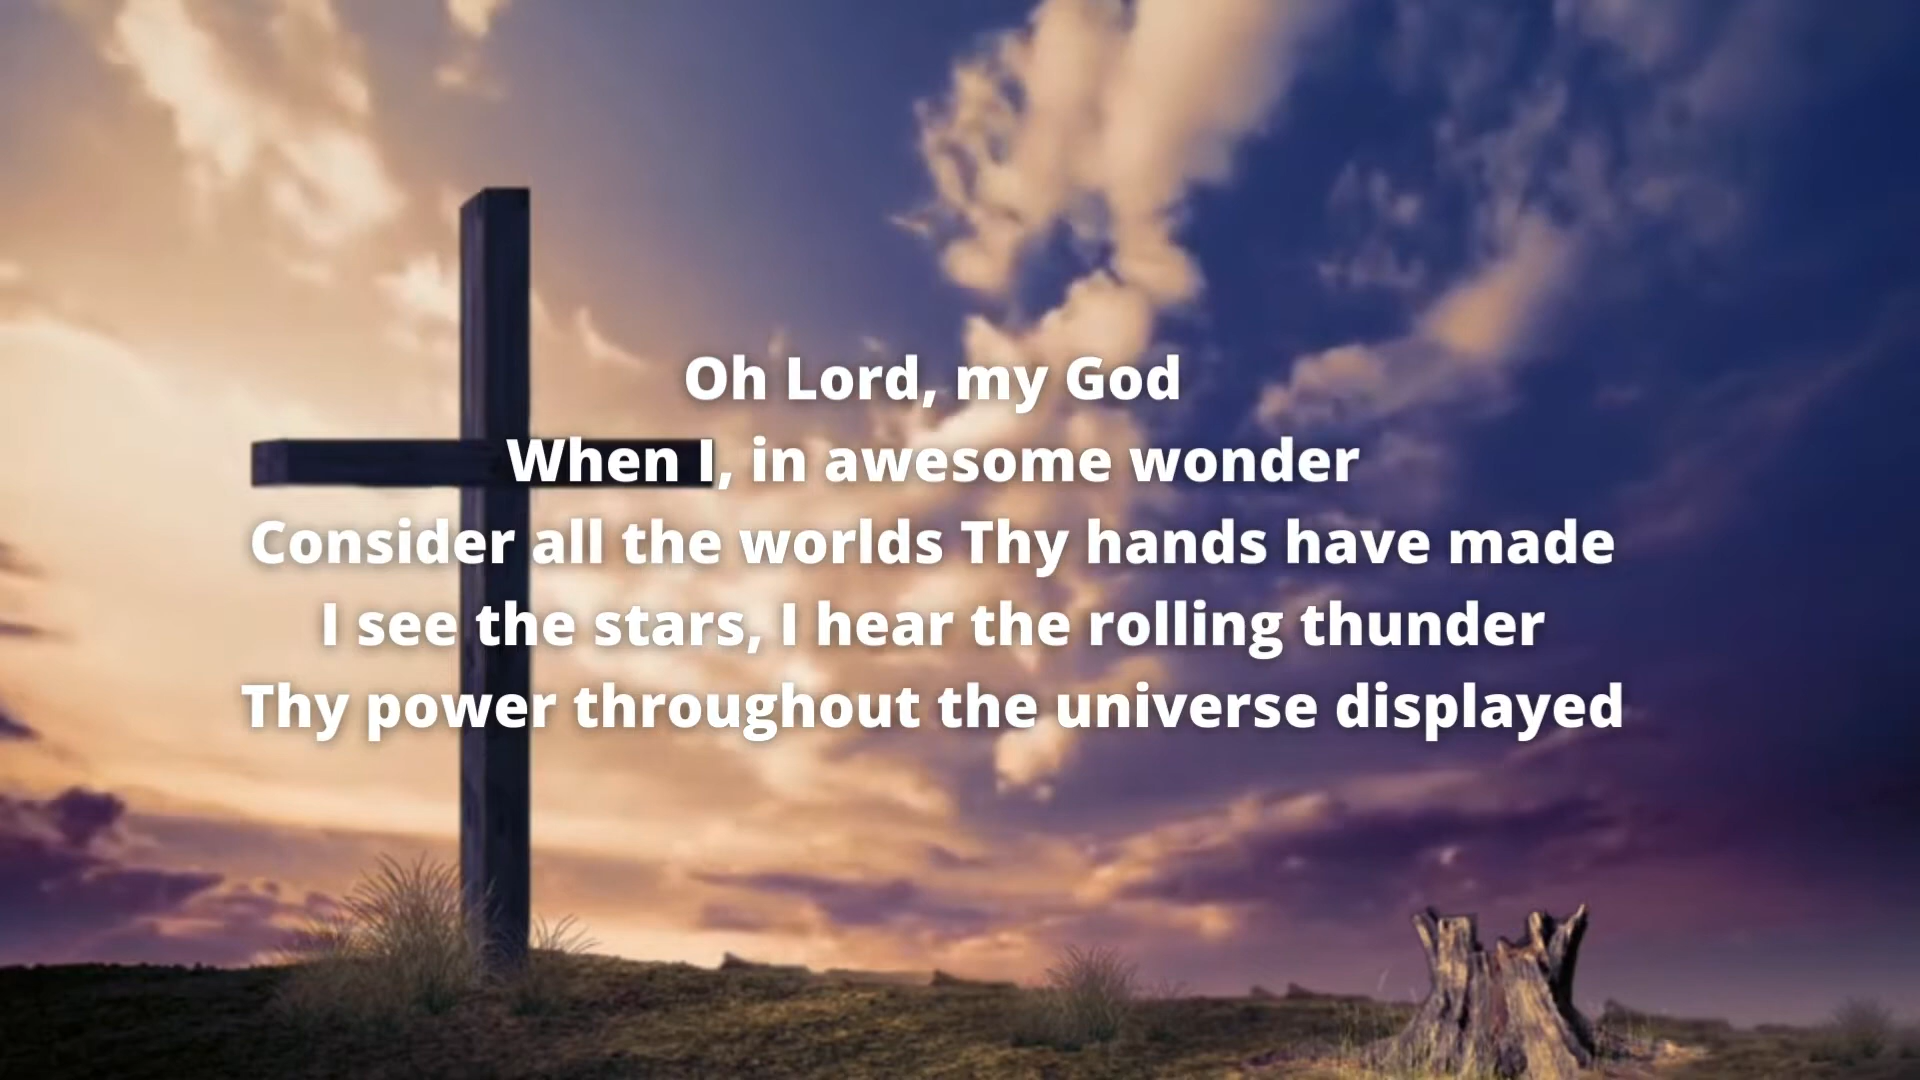 Oh Lord, my God
When I, in awesome wonder
Consider all the worlds Thy hands have made
I see the stars, I hear the rolling thunder
Thy power throughout the universe displayed